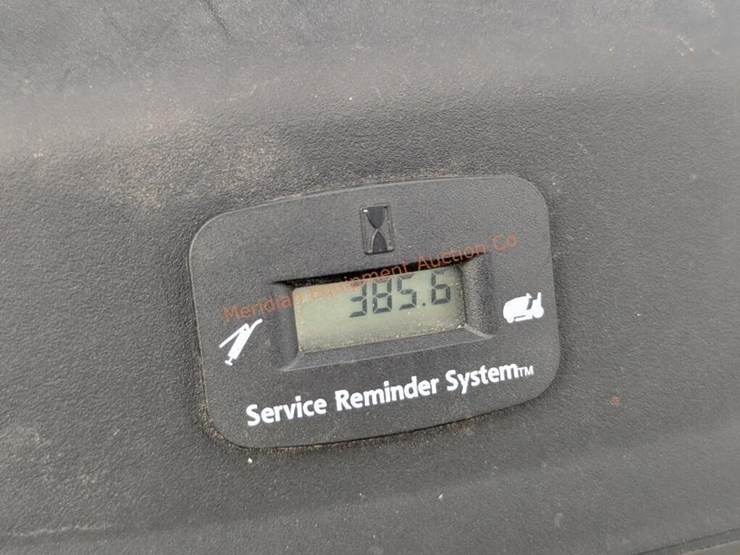 Meridian Equipment Auction Co
385.6
Service Reminder System™